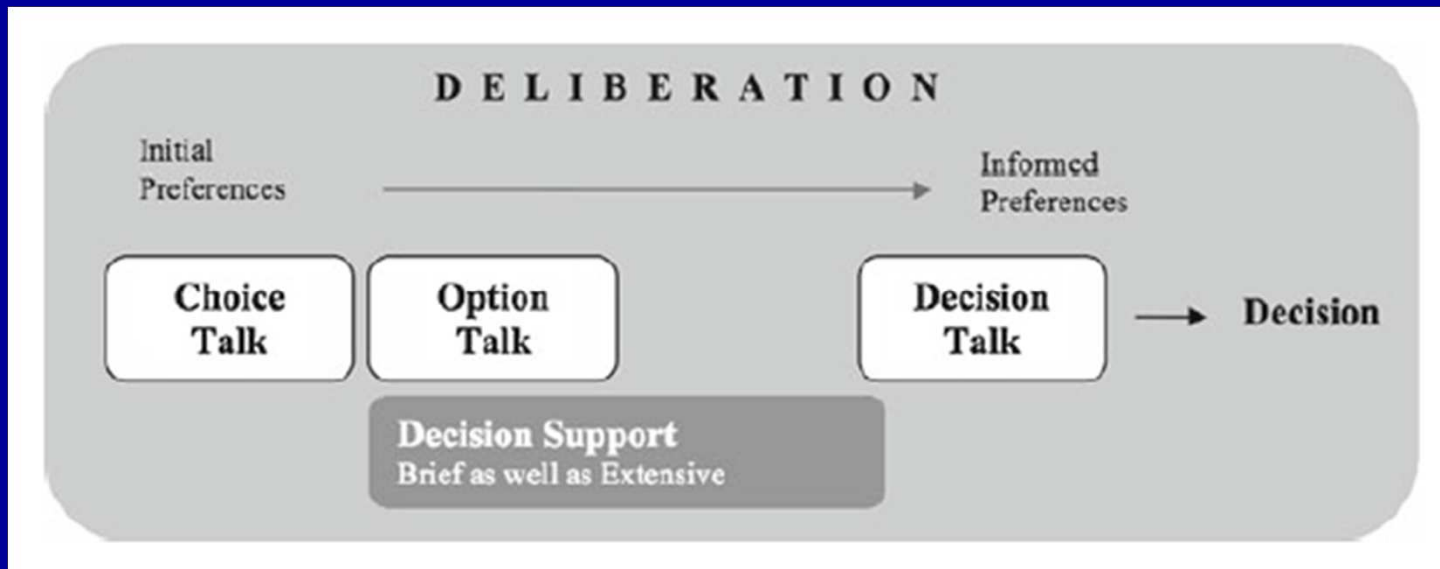 DELIBERATION
Initial
Preferences
Informed
Preferences
Choice
Talk
Option
Talk
Decision
Talk
Decision
Decision Support
Brief as well as Extensive